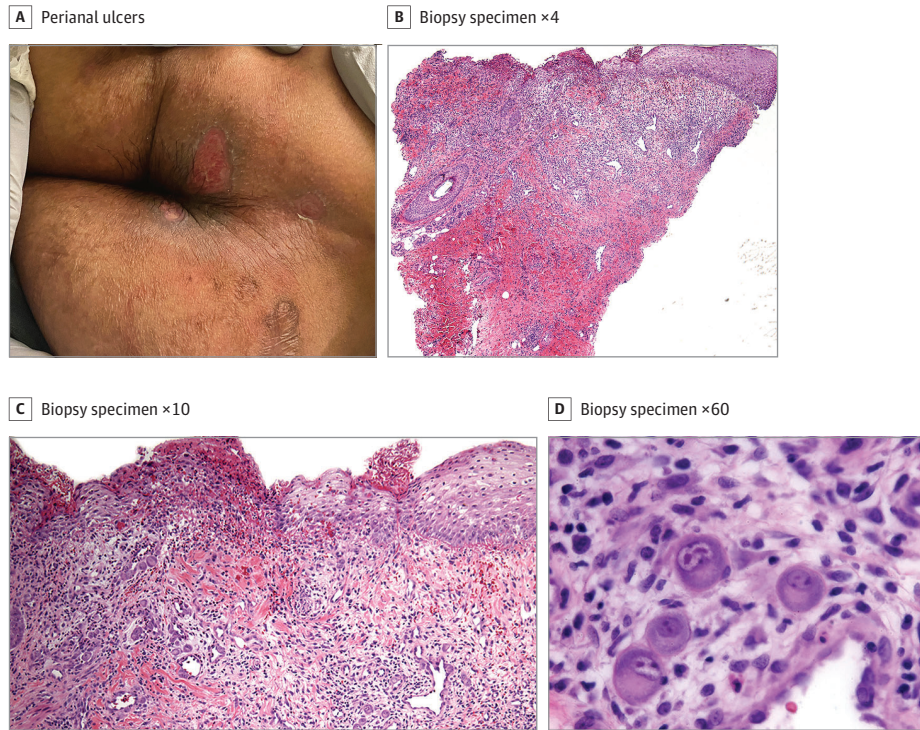 A Perianal ulcers
B Biopsy specimen ×4
C Biopsy specimen ×10
D Biopsy specimen ×60